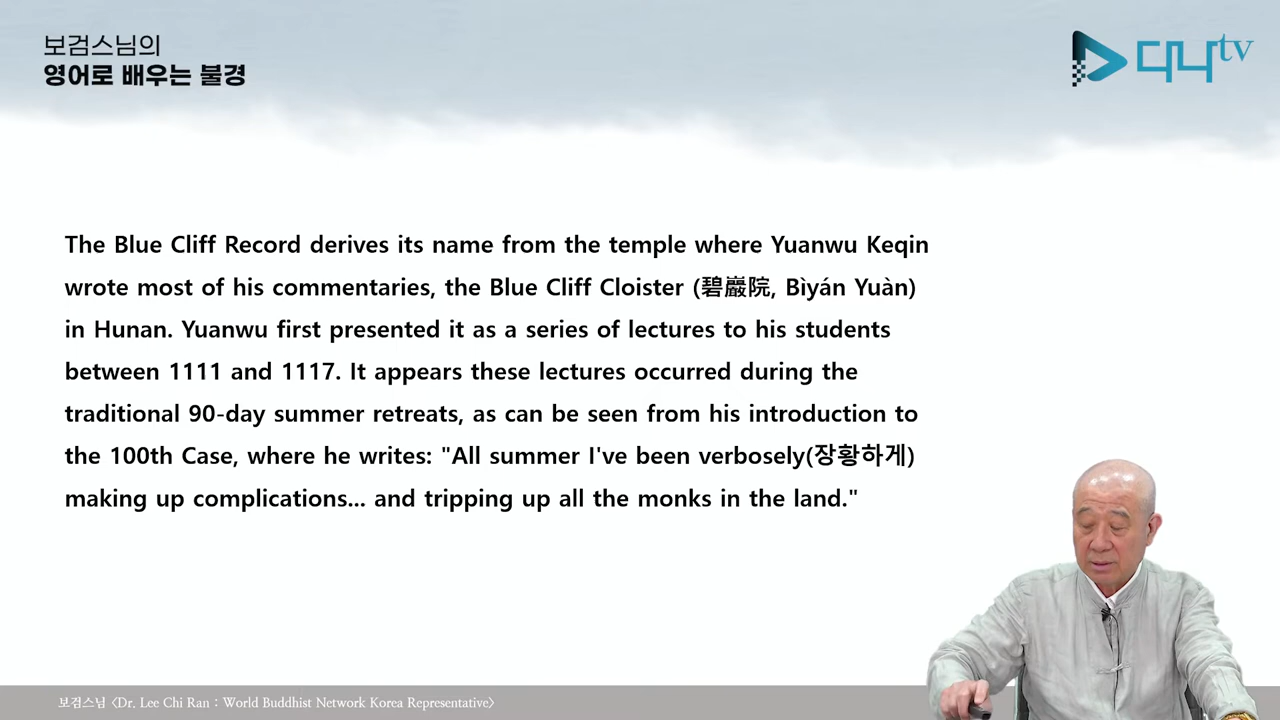 보검스님의
영어로 배우는 불경
다나tv
The Blue Cliff Record derives its name from the temple where Yuanwu Keqin
wrote most of his commentaries, the Blue Cliff Cloister (碧巖院, Bìyán Yuàn)
in Hunan. Yuanwu first presented it as a series of lectures to his students
between 1111 and 1117. It appears these lectures occurred during the
traditional 90-day summer retreats, as can be seen from his introduction to
the 100th Case, where he writes: "All summer I've been verbosely(장황하게)
making up complications... and tripping up all the monks in the land."
보검스님 <Dr. Lee Chi Ran : World Buddhist Network Korea Representative>